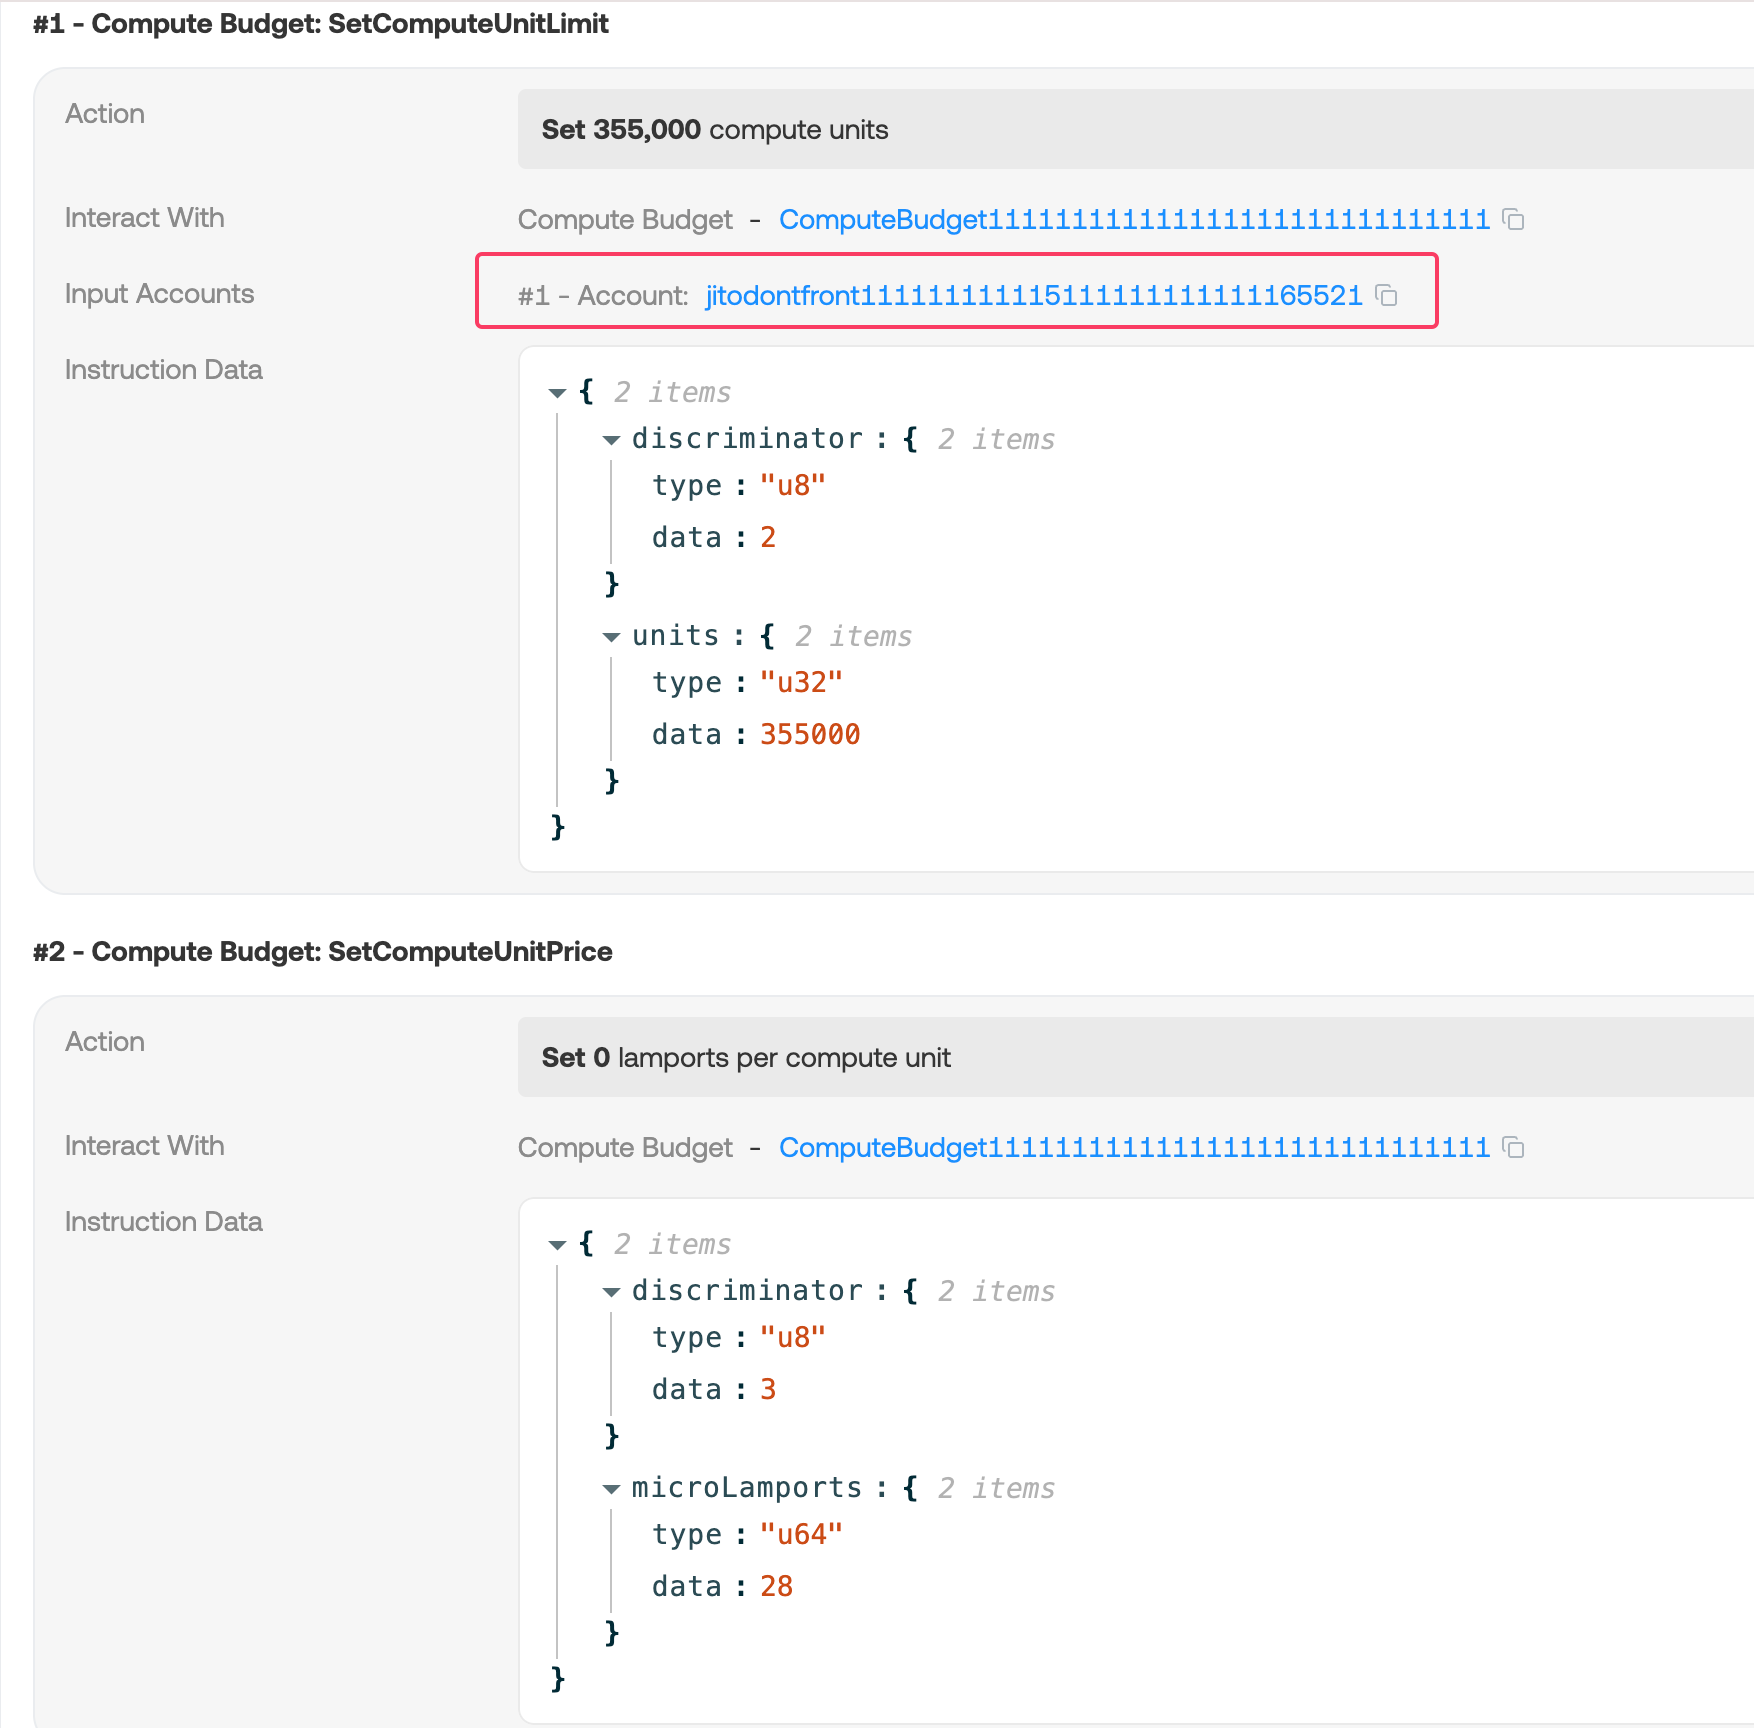 #1 - Compute Budget: SetComputeUnitLimit
Action
Set 355,000 compute units
Interact With
Compute Budget - ComputeBudget111111111111111111111111111111
Input Accounts
#1 - Account: jitodontfront111111111115111111111111165521
Instruction Data
{ 2 items
discriminator : { 2 items
type : "u8"
data : 2
}
units : { 2 items
type : "u32"
data : 355000
}
}
#2 - Compute Budget: SetComputeUnitPrice
Action
Set 0 lamports per compute unit
Interact With
Compute Budget - ComputeBudget111111111111111111111111111111
Instruction Data
{ 2 items
discriminator : { 2 items
type : "u8"
data : 3
}
microLamports : { 2 items
type : "u64"
data : 28
}
}